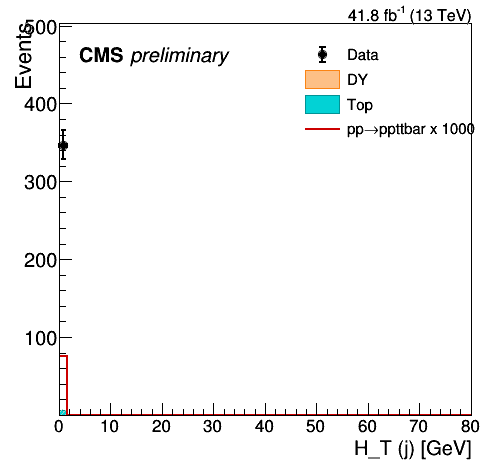 41.8 fb⁻¹ (13 TeV)
Events
CMS preliminary
Data
DY
Top
pp→ppttbar x 1000
500
400
300
200
100
0 10 20 30 40 50 60 70 80
H_T (j) [GeV]